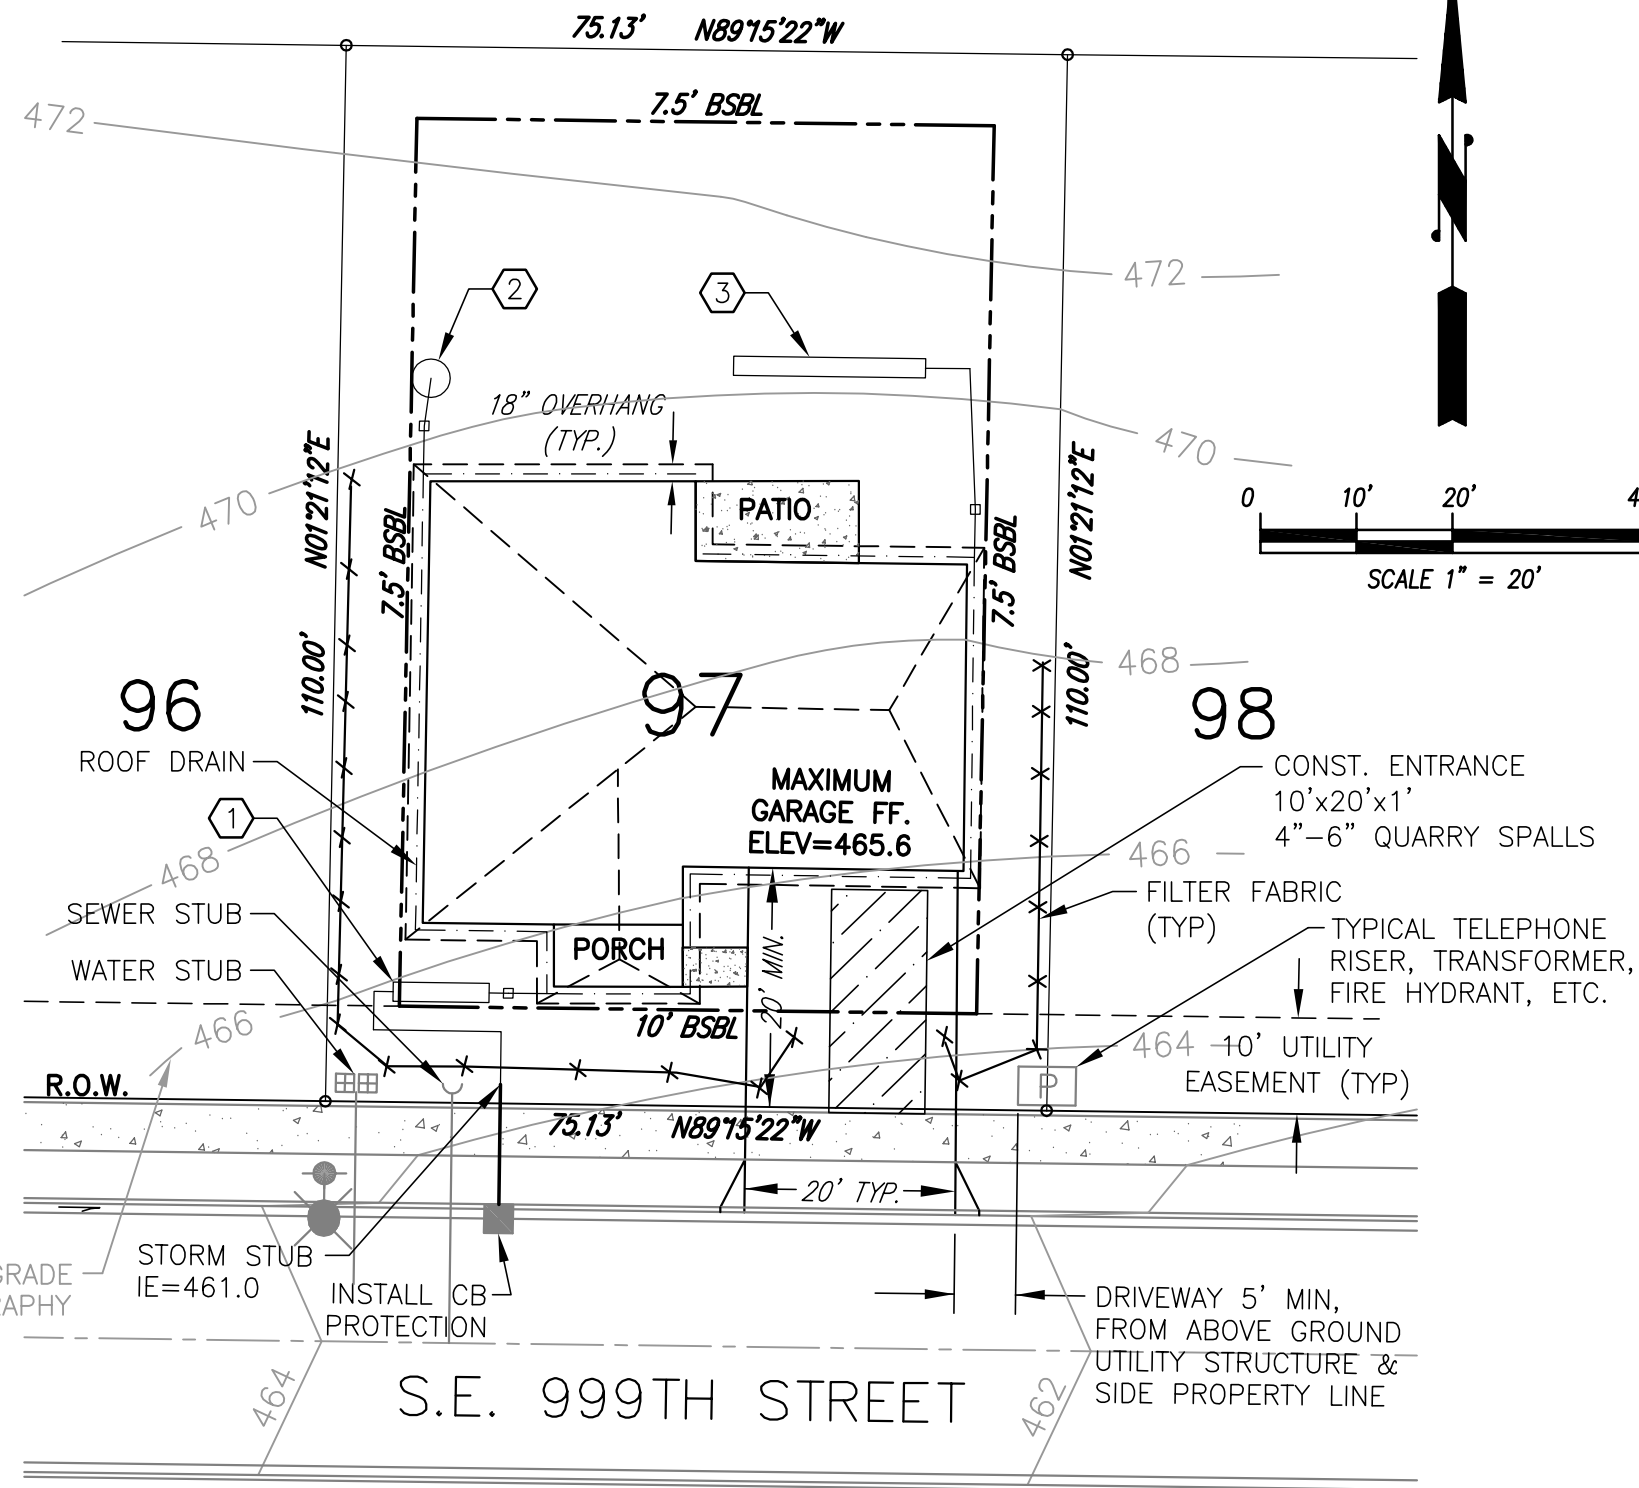 75.13' N89°15'22"W
7.5' BSBL
472
472
2
3
18" OVERHANG
(TYP.)
470
470
N01°21'12"E
110.00'
7.5' BSBL
PATIO
7.5' BSBL
N01°21'12"E
110.00'
0 10' 20' 4
SCALE 1" = 20'
468
96
97
98
ROOF DRAIN
1
468
MAXIMUM
GARAGE FF.
ELEV=465.6
CONST. ENTRANCE
10'x20'x1'
4"-6" QUARRY SPALLS
466
FILTER FABRIC
(TYP)
SEWER STUB
WATER STUB
PORCH
20' MIN.
TYPICAL TELEPHONE
RISER, TRANSFORMER,
FIRE HYDRANT, ETC.
466
10' BSBL
464
10' UTILITY
EASEMENT (TYP)
P
R.O.W.
75.13' N89°15'22"W
20' TYP.
GRADE
RAPHY
STORM STUB
IE=461.0
INSTALL CB
PROTECTION
DRIVEWAY 5' MIN,
FROM ABOVE GROUND
UTILITY STRUCTURE &
SIDE PROPERTY LINE
464
S.E. 999TH STREET
462